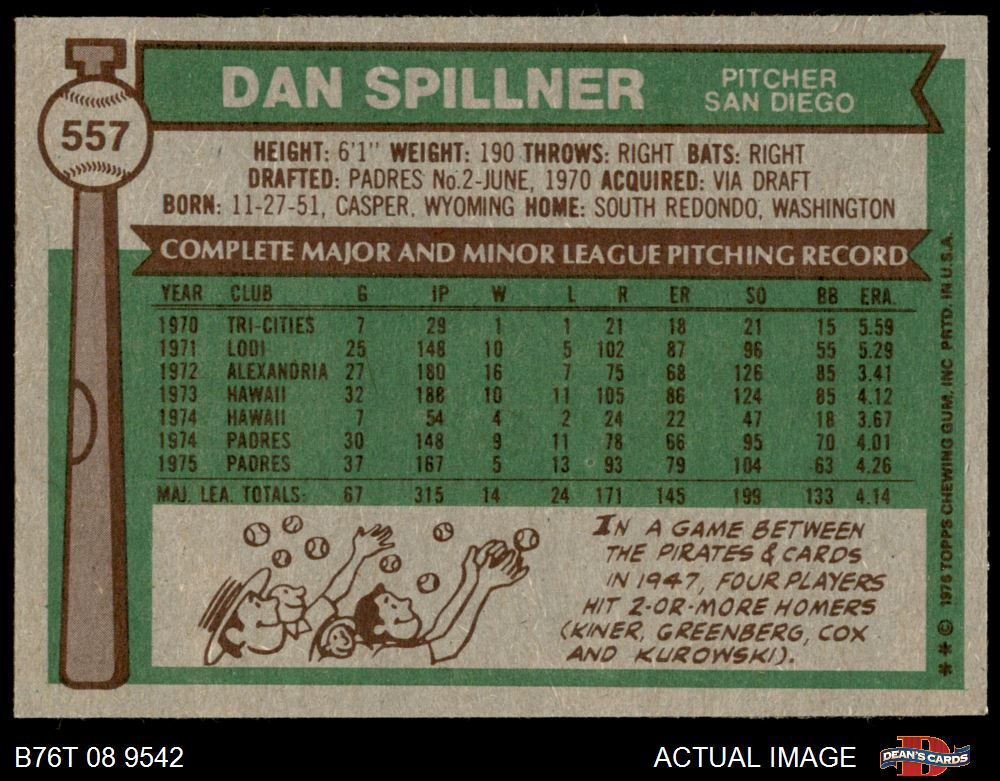 557
DAN SPILLNER
PITCHER
SAN DIEGO
HEIGHT: 6'1" WEIGHT: 190 THROWS: RIGHT BATS: RIGHT
DRAFTED: PADRES No.2-JUNE, 1970 ACQUIRED: VIA DRAFT
BORN: 11-27-51, CASPER, WYOMING HOME: SOUTH REDONDO, WASHINGTON
COMPLETE MAJOR AND MINOR LEAGUE PITCHING RECORD
YEAR CLUB G IP W L R ER SO BB ERA.
1970 TRI-CITIES 7 29 1 1 21 18 21 15 5.59
1971 LODI 25 148 10 5 102 87 96 55 5.29
1972 ALEXANDRIA 27 180 16 7 75 68 126 85 3.41
1973 HAWAII 32 188 10 11 105 86 124 85 4.12
1974 HAWAII 7 54 4 2 24 22 47 18 3.67
1974 PADRES 30 148 9 11 78 66 95 70 4.01
1975 PADRES 37 167 5 13 93 79 104 63 4.26
MAJ. LEA. TOTALS: 67 315 14 24 171 145 199 133 4.14
IN A GAME BETWEEN
THE PIRATES & CARDS
IN 1947, FOUR PLAYERS
HIT 2-OR-MORE HOMERS
(KINER, GREENBERG, COX
AND KUROWSKI).
** © 1976 TOPPS CHEWING GUM, INC PRTD. IN U.S.A.
B76T 08 9542
ACTUAL IMAGE
DEAN'S CARDS